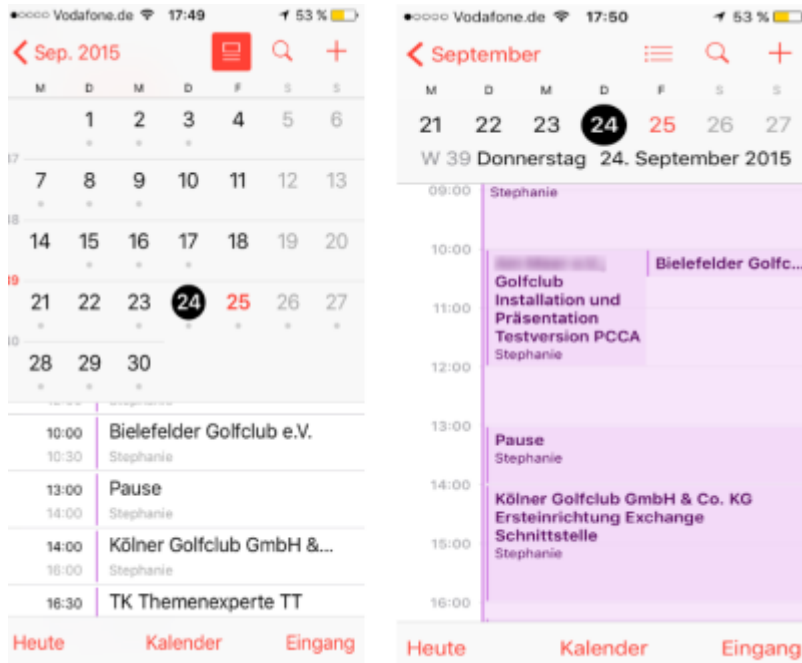 Vodafone.de 17:49 53 %
Sep. 2015
M D M D F S S
1 2 3 4 5 6
7 8 9 10 11 12 13
14 15 16 17 18 19 20
39
21 22 23 24 25 26 27
28 29 30
10:00 Bielefelder Golfclub e.V.
10:30 Stephanie
13:00 Pause
14:00 Stephanie
14:00 Kölner Golfclub GmbH &...
16:00 Stephanie
16:30 TK Themenexperte TT
Heute Kalender Eingang
Vodafone.de 17:50 53 %
September
M D M D F S S
21 22 23 24 25 26 27
W 39 Donnerstag 24. September 2015
09:00 Stephanie
10:00
Bielefelder Golfc...
Golfclub
Installation und
11:00 Präsentation
Testversion PCCA
Stephanie
12:00
13:00
Pause
Stephanie
14:00
Kölner Golfclub GmbH & Co. KG
Ersteinrichtung Exchange
Schnittstelle
15:00
Stephanie
16:00
Heute Kalender Eingang